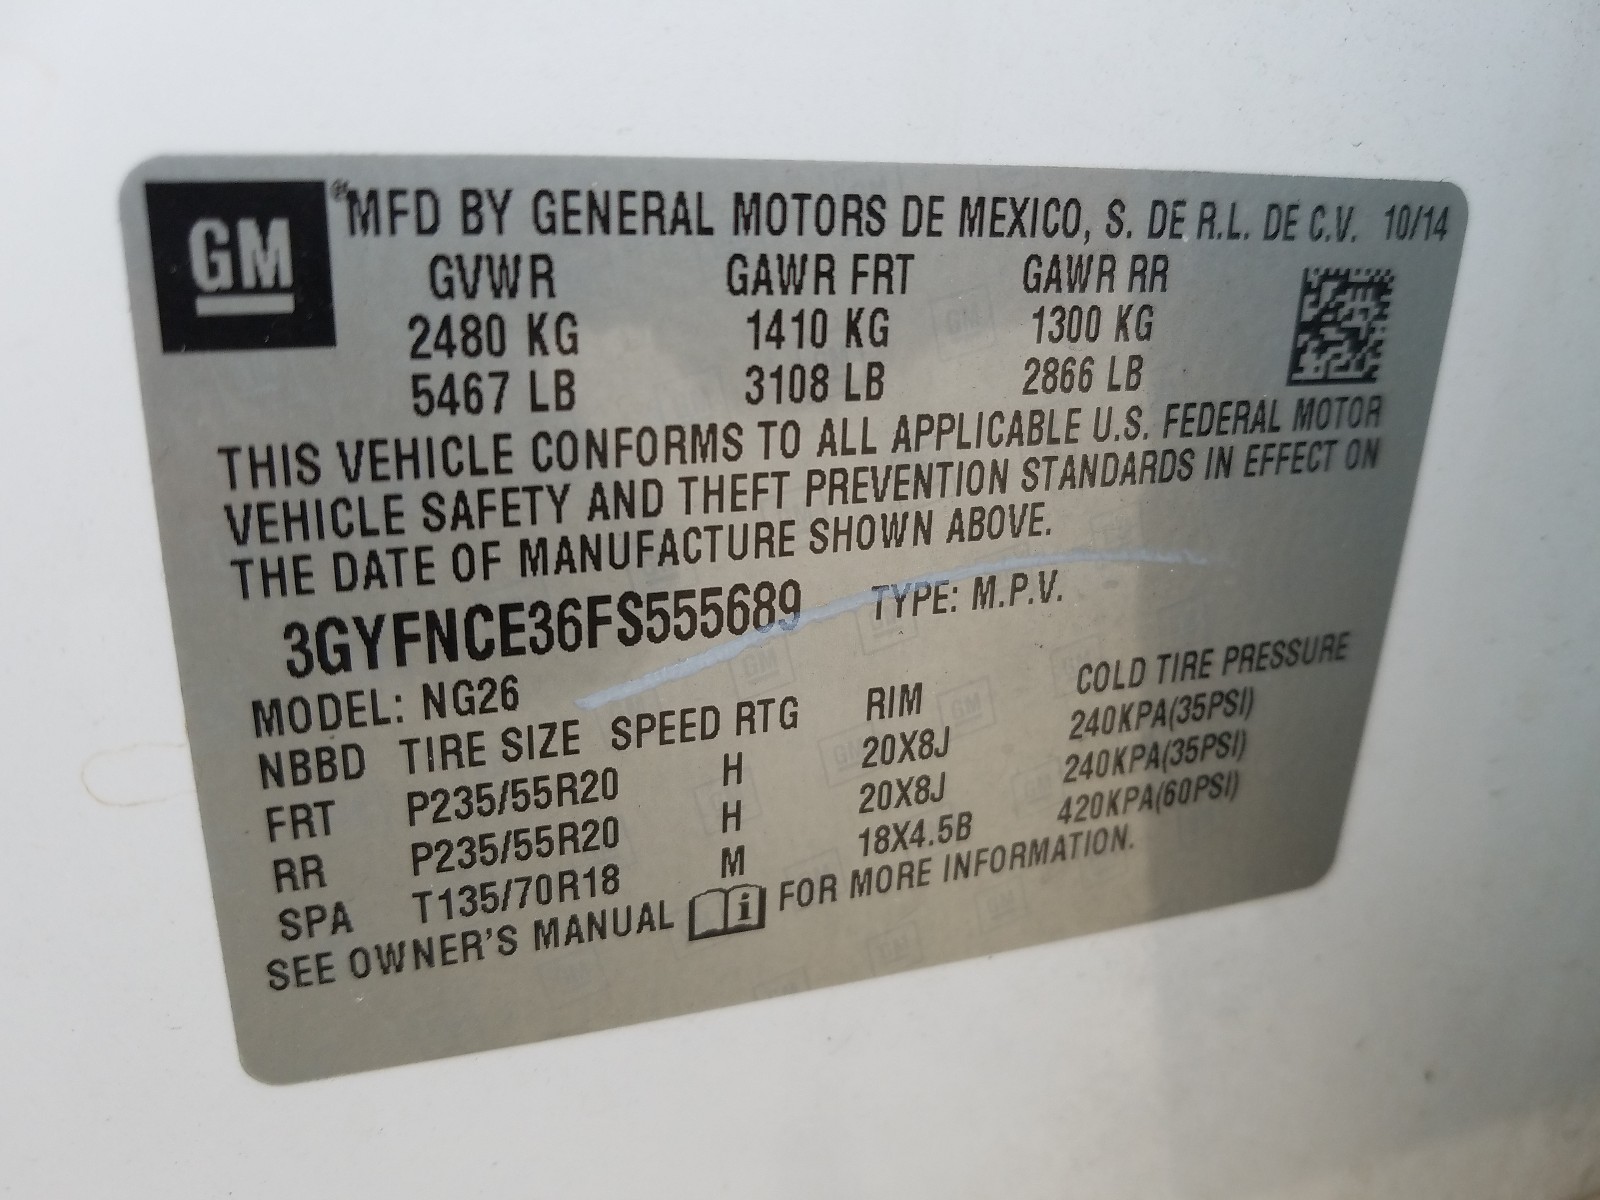 GM
®MFD BY GENERAL MOTORS DE MEXICO, S. DE R.L. DE C.V. 10/14
GVWR GAWR FRT GAWR RR
2480 KG 1410 KG 1300 KG
5467 LB 3108 LB 2866 LB
THIS VEHICLE CONFORMS TO ALL APPLICABLE U.S. FEDERAL MOTOR
VEHICLE SAFETY AND THEFT PREVENTION STANDARDS IN EFFECT ON
THE DATE OF MANUFACTURE SHOWN ABOVE.
3GYFNCE36FS555689 TYPE: M.P.V.
MODEL: NG26
NBBD TIRE SIZE SPEED RTG RIM COLD TIRE PRESSURE
FRT P235/55R20 H 20X8J 240KPA(35PSI)
RR P235/55R20 H 20X8J 240KPA(35PSI)
SPA T135/70R18 M 18X4.5B 420KPA(60PSI)
SEE OWNER'S MANUAL i FOR MORE INFORMATION.